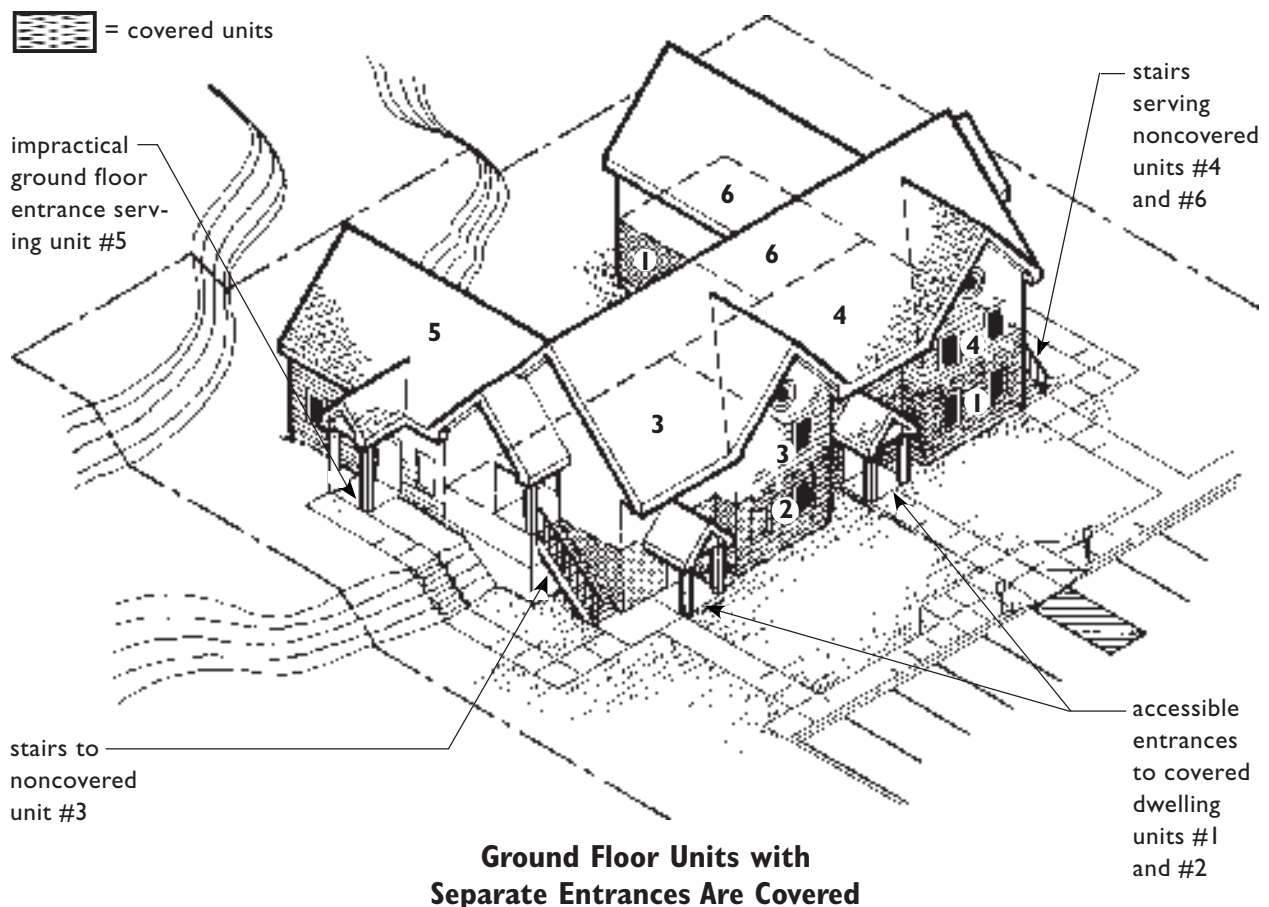 = covered units
impractical
ground floor
entrance serv-
ing unit #5
stairs
serving
noncovered
units #4
and #6
6
1
6
5
4
4
1
3
3
2
stairs to
noncovered
unit #3
accessible
entrances
to covered
dwelling
units #1
and #2
Ground Floor Units with
Separate Entrances Are Covered